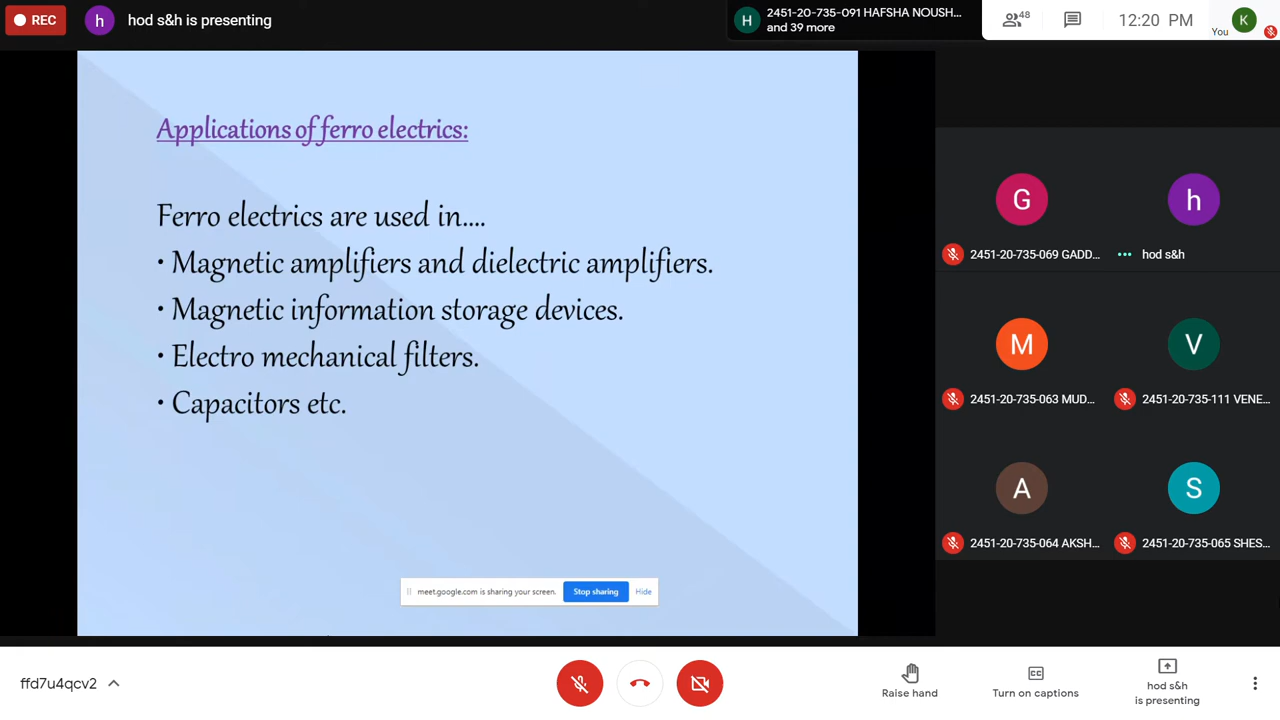 REC
h
hod s&h is presenting
H
2451-20-735-091 HAFSHA NOUSH...
and 39 more
48
12:20 PM
You
K
Applications of ferro electrics:
Ferro electrics are used in....
• Magnetic amplifiers and dielectric amplifiers.
• Magnetic information storage devices.
• Electro mechanical filters.
• Capacitors etc.
meet.google.com is sharing your screen.
Stop sharing
Hide
G
2451-20-735-069 GADD...
h
hod s&h
M
2451-20-735-063 MUD...
V
2451-20-735-111 VENE...
A
2451-20-735-064 AKSH...
S
2451-20-735-065 SHES...
ffd7u4qcv2
Raise hand
Turn on captions
hod s&h
is presenting